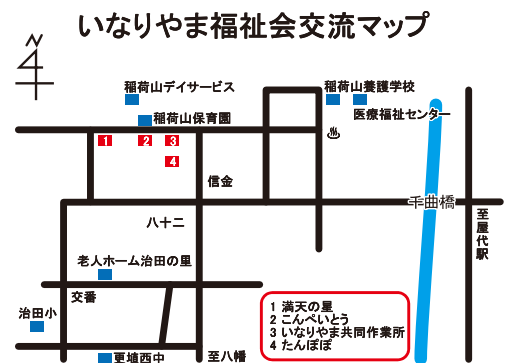 いなりやま福祉会交流マップ
N
稲荷山デイサービス
稲荷山養護学校
稲荷山保育園
医療福祉センター
1
2
3
4
信金
千曲橋
八十二
至屋代駅
老人ホーム治田の里
交番
治田小
1 満天の星
2 こんぺいとう
3 いなりやま共同作業所
4 たんぽぽ
更埴西中
至八幡